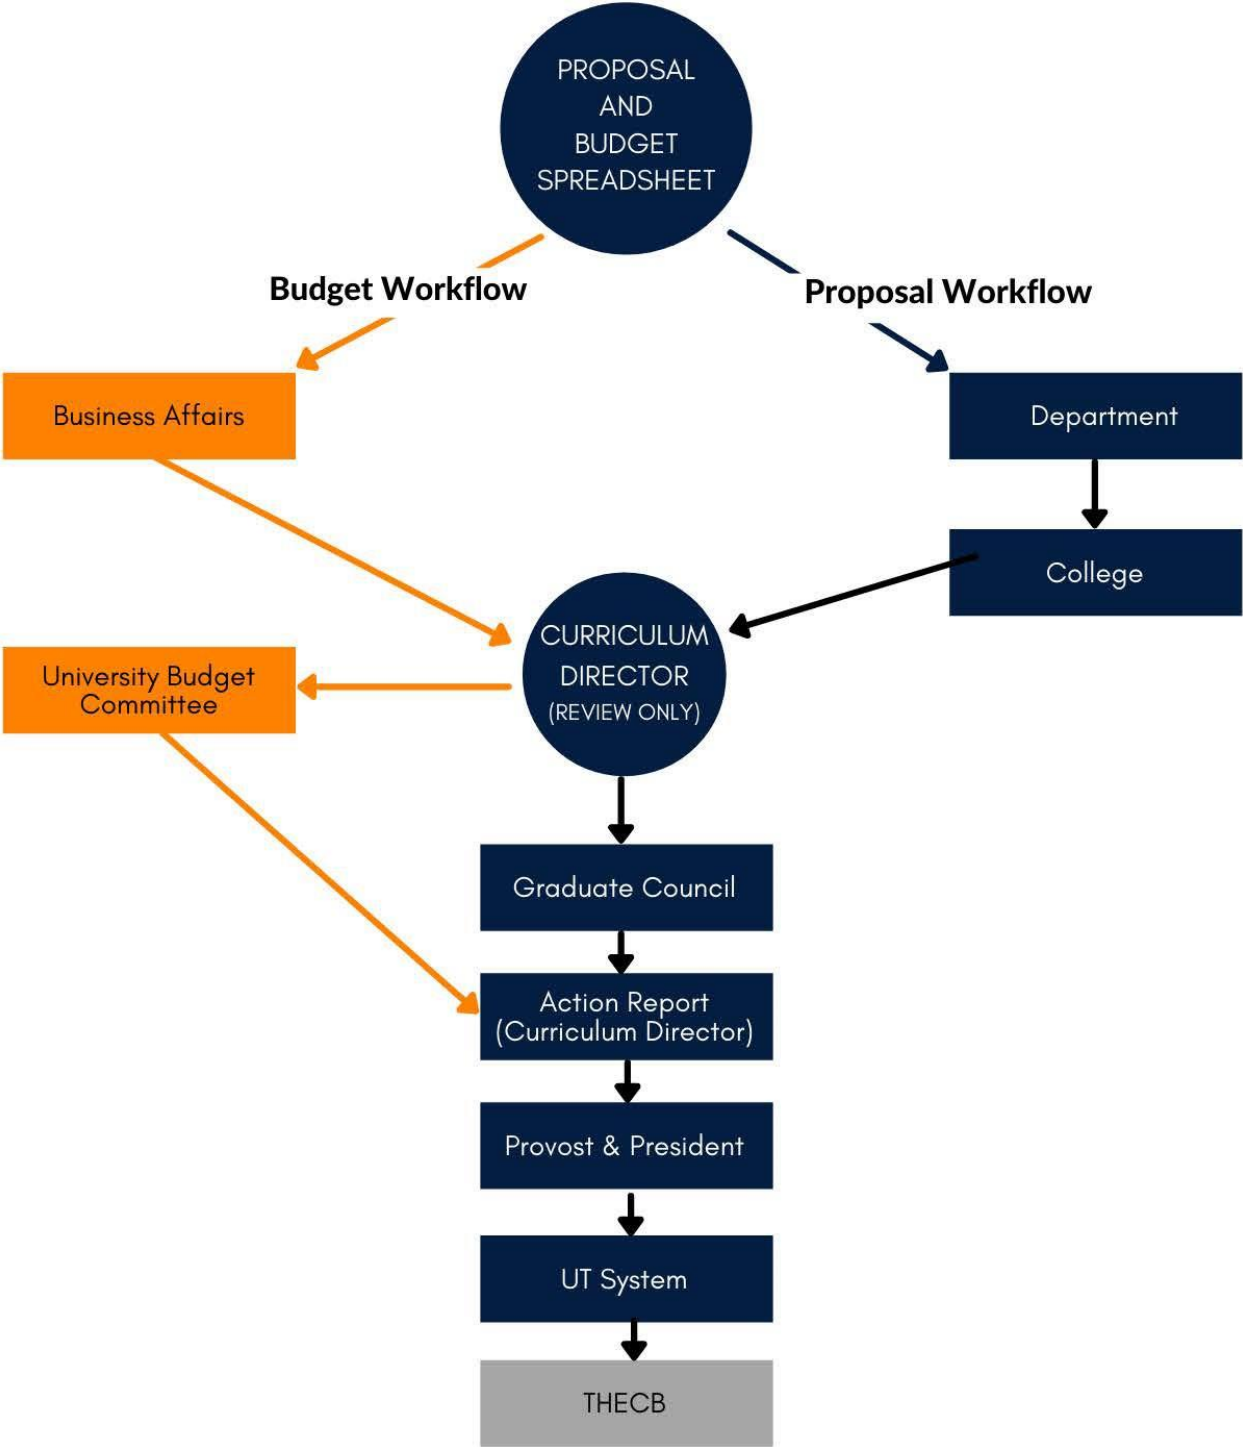 PROPOSAL
AND
BUDGET
SPREADSHEET
Budget Workflow
Proposal Workflow
Business Affairs
Department
College
CURRICULUM
DIRECTOR
(REVIEW ONLY)
University Budget
Committee
Graduate Council
Action Report
(Curriculum Director)
Provost & President
UT System
THECB